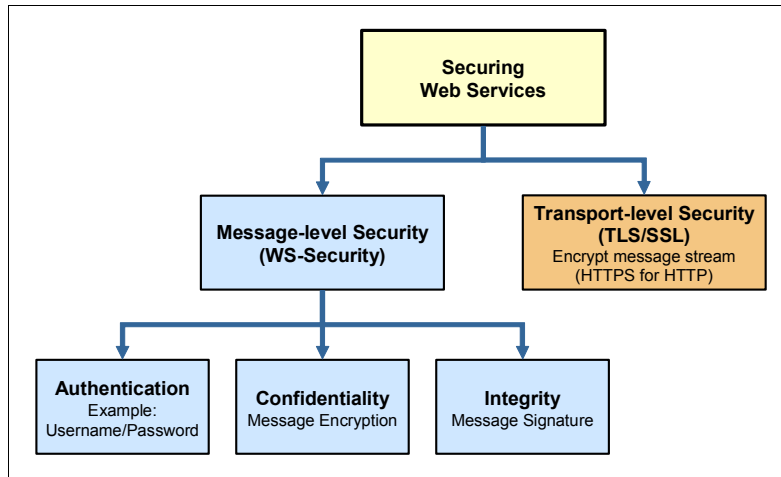 Securing
Web Services
Message-level Security
(WS-Security)
Transport-level Security
(TLS/SSL)
Encrypt message stream
(HTTPS for HTTP)
Authentication
Example:
Username/Password
Confidentiality
Message Encryption
Integrity
Message Signature